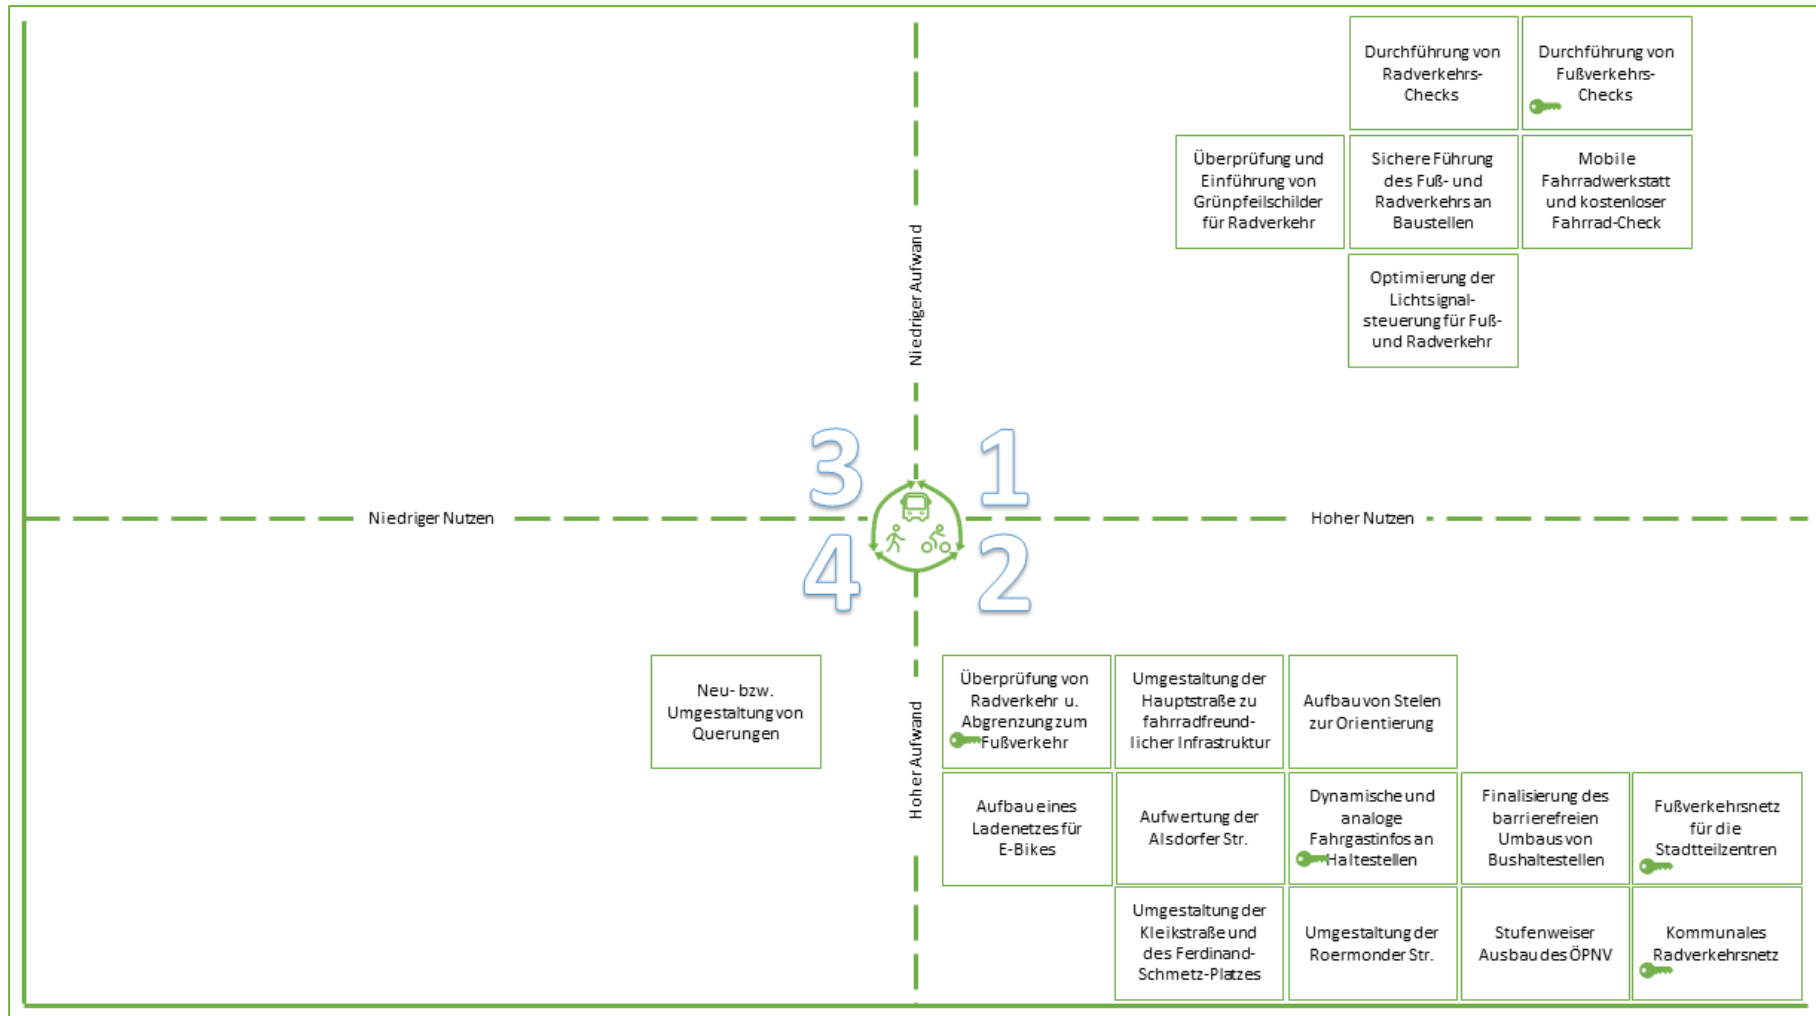 Durchführung von
Radverkehrs-
Checks
Durchführung von
Fußverkehrs-
Checks
Überprüfung und
Einführung von
Grünpfeilschilder
für Radverkehr
Sichere Führung
des Fuß- und
Radverkehrs an
Baustellen
Mobile
Fahrradwerkstatt
und kostenloser
Fahrrad-Check
Optimierung der
Lichtsignal-
steuerung für Fuß-
und Radverkehr
Niedriger Aufwand
3
1
Niedriger Nutzen
Hoher Nutzen
4
2
Hoher Aufwand
Neu- bzw.
Umgestaltung von
Querungen
Überprüfung von
Radverkehr u.
Abgrenzung zum
Fußverkehr
Umgestaltung der
Hauptstraße zu
fahrradfreund-
licher Infrastruktur
Aufbau von Stelen
zur Orientierung
Aufbau eines
Ladenetzes für
E-Bikes
Aufwertung der
Alsdorfer Str.
Dynamische und
analoge
Fahrgastinfos an
Haltestellen
Finalisierung des
barrierefreien
Umbaus von
Bushaltestellen
Fußverkehrsnetz
für die
Stadtteilzentren
Umgestaltung der
Kleikstraße und
des Ferdinand-
Schmetz-Platzes
Umgestaltung der
Roermonder Str.
Stufenweiser
Ausbau des ÖPNV
Kommunales
Radverkehrsnetz